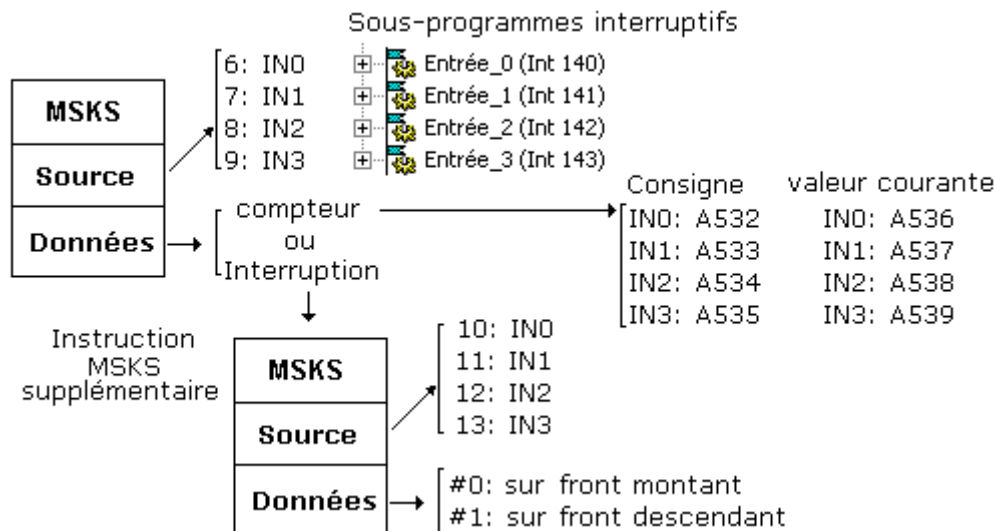 Sous-programmes interruptifs
MSKS
Source
Données
6: IN0 Entrée_0 (Int 140)
7: IN1 Entrée_1 (Int 141)
8: IN2 Entrée_2 (Int 142)
9: IN3 Entrée_3 (Int 143)
compteur
ou
Interruption
Consigne valeur courante
IN0: A532 IN0: A536
IN1: A533 IN1: A537
IN2: A534 IN2: A538
IN3: A535 IN3: A539
Instruction
MSKS
supplémentaire
MSKS
Source
Données
10: IN0
11: IN1
12: IN2
13: IN3
#0: sur front montant
#1: sur front descendant